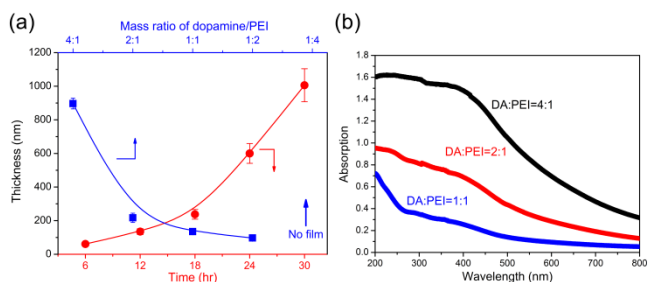 (a)
Mass ratio of dopamine/PEI
4:1 2:1 1:1 1:2 1:4
1200
1000
800
600
400
200
0
Thickness (nm)
No film
6 12 18 24 30
Time (hr)
(b)
1.8
1.6
1.4
1.2
1.0
0.8
0.6
0.4
0.2
0.0
Absorption
DA:PEI=4:1
DA:PEI=2:1
DA:PEI=1:1
200 300 400 500 600 700 800
Wavelength (nm)